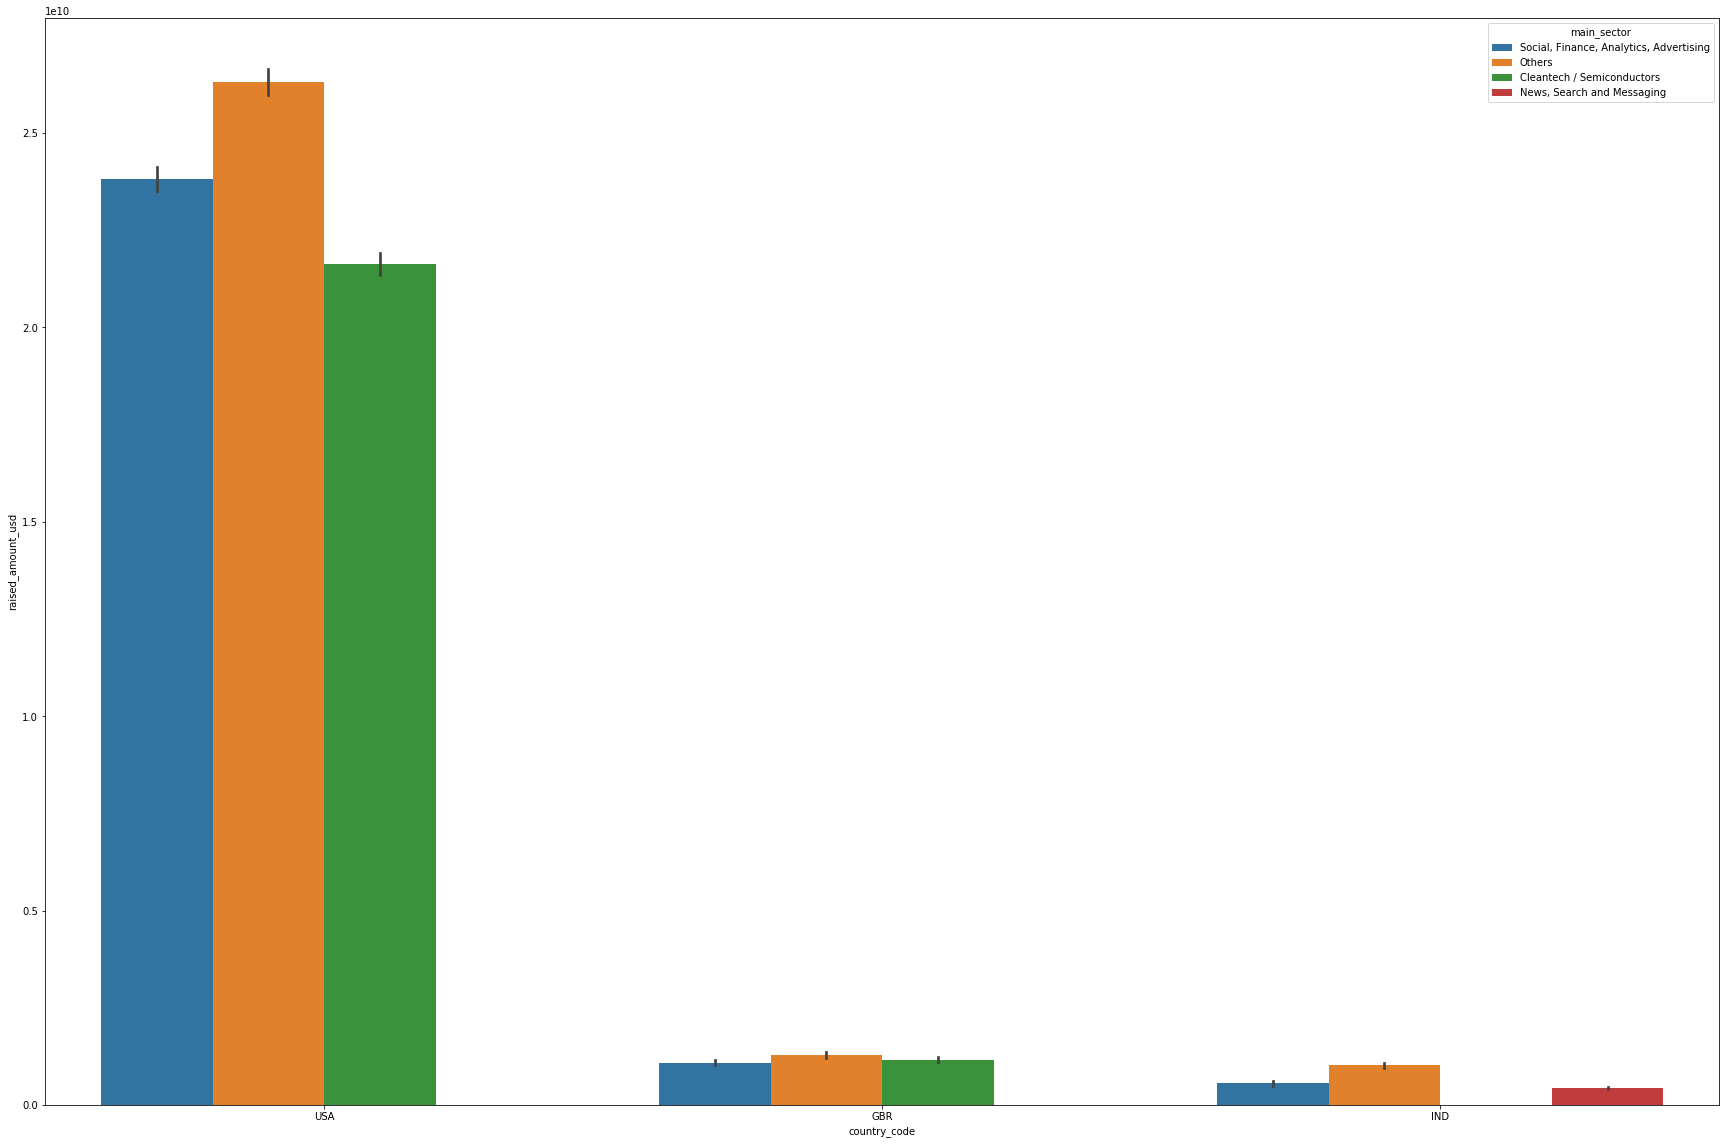 1e10
main_sector
Social, Finance, Analytics, Advertising
Others
Cleantech / Semiconductors
News, Search and Messaging
2.5
2.0
1.5
1.0
0.5
0.0
raised_amount_usd
USA
GBR
IND
country_code